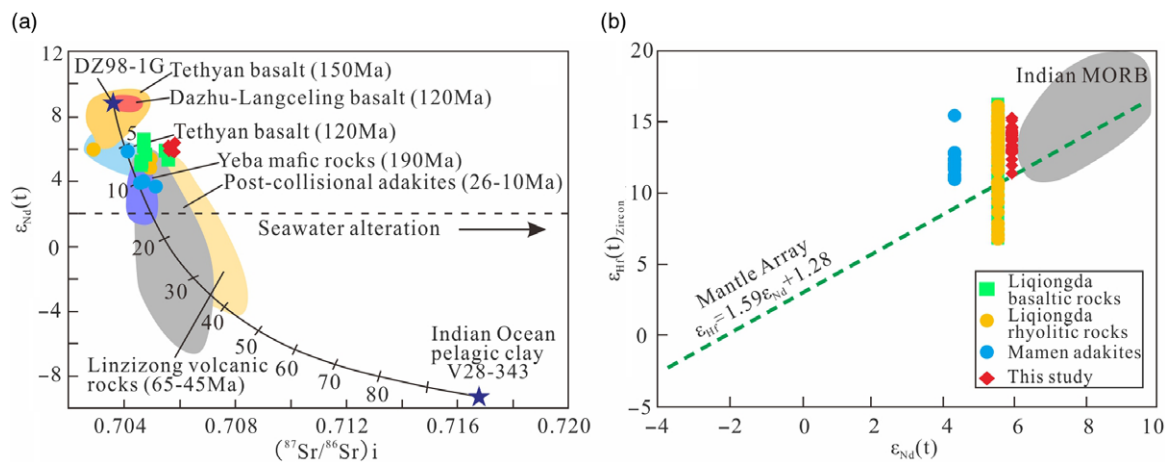 (a)
12
8
4
0
-4
-8
εNd(t)
DZ98-1G
Tethyan basalt (150Ma)
Dazhu-Langceling basalt (120Ma)
Tethyan basalt (120Ma)
Yeba mafic rocks (190Ma)
Post-collisional adakites (26-10Ma)
Seawater alteration
5
10
20
30
40
50
60
70
80
Linzizong volcanic
rocks (65-45Ma)
Indian Ocean
pelagic clay
V28-343
0.704
0.708
0.712
0.716
0.720
(87Sr/86Sr)i
(b)
20
15
10
5
0
-5
εHf(t)Zircon
Indian MORB
Mantle Array
εHf=1.59εNd+1.28
Liqiongda
basaltic rocks
Liqiongda
rhyolitic rocks
Mamen adakites
This study
-4
-2
0
2
4
6
8
10
εNd(t)